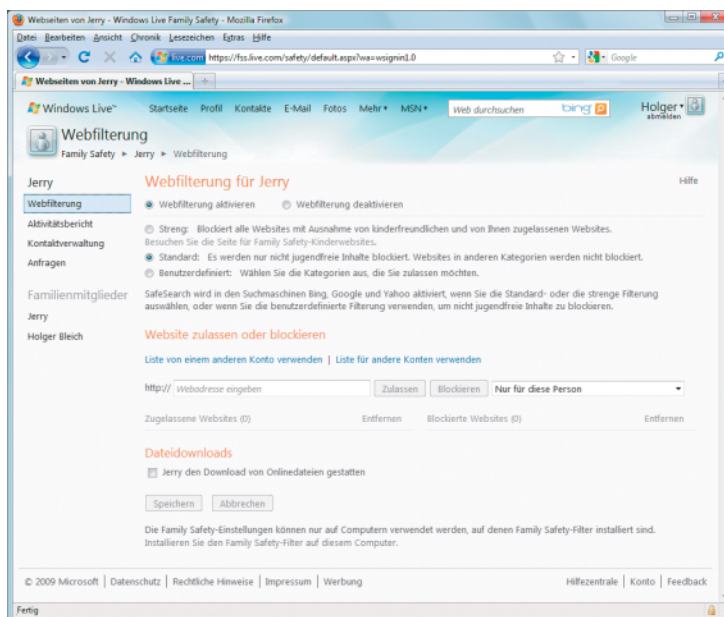 Webseiten von Jerry - Windows Live Family Safety - Mozilla Firefox
Datei Bearbeiten Ansicht Chronik Lesezeichen Extras Hilfe
live.com https://fss.live.com/safety/default.aspx?wa=wsignin1.0 Google
Webseiten von Jerry - Windows Live ...
Windows Live™ Startseite Profil Kontakte E-Mail Fotos Mehr MSN Web durchsuchen bing Holger
abmelden
Webfilterung
Family Safety Jerry Webfilterung
Jerry Webfilterung für Jerry Hilfe
Webfilterung Webfilterung aktivieren Webfilterung deaktivieren
Aktivitätsbericht
Kontaktverwaltung
Anfragen
Familienmitglieder
Jerry
Holger Bleich
Streng: Blockiert alle Websites mit Ausnahme von kinderfreundlichen und von Ihnen zugelassenen Websites.
Besuchen Sie die Seite für Family Safety-Kinderwebsites.
Standard: Es werden nur nicht jugendfreie Inhalte blockiert. Websites in anderen Kategorien werden nicht blockiert.
Benutzerdefiniert: Wählen Sie die Kategorien aus, die Sie zulassen möchten.
SafeSearch wird in den Suchmaschinen Bing, Google und Yahoo aktiviert, wenn Sie die Standard- oder die strenge Filterung
auswählen, oder wenn Sie die benutzerdefinierte Filterung verwenden, um nicht jugendfreie Inhalte zu blockieren.
Website zulassen oder blockieren
Liste von einem anderen Konto verwenden | Liste für andere Konten verwenden
http:// Webadresse eingeben Zulassen Blockieren Nur für diese Person
Zugelassene Websites (0) Entfernen Blockierte Websites (0) Entfernen
Dateidownloads
Jerry den Download von Onlinedateien gestatten
Speichern Abbrechen
Die Family Safety-Einstellungen können nur auf Computern verwendet werden, auf denen Family Safety-Filter installiert sind.
Installieren Sie den Family Safety-Filter auf diesem Computer.
© 2009 Microsoft | Datenschutz | Rechtliche Hinweise | Impressum | Werbung Hilfezentrale | Konto | Feedback
Fertig